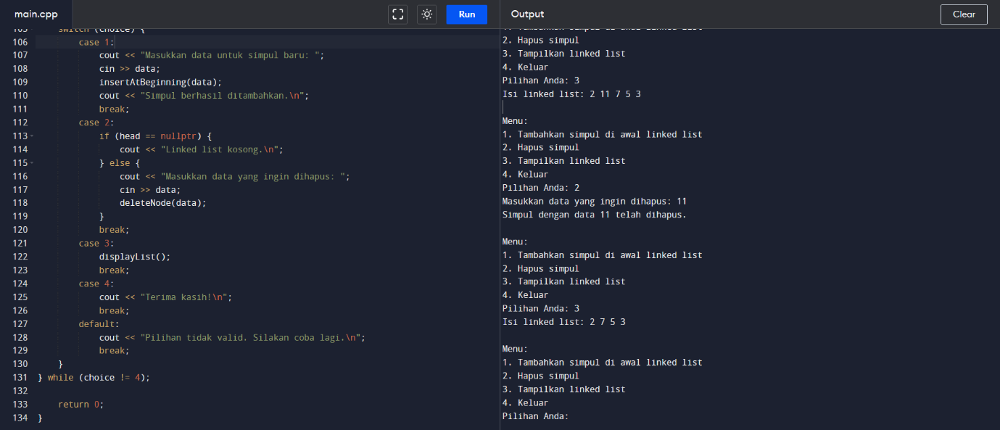 main.cpp
Run
105 switch (choice) {
106 case 1:
107 cout << "Masukkan data untuk simpul baru: ";
108 cin >> data;
109 insertAtBeginning(data);
110 cout << "Simpul berhasil ditambahkan.\n";
111 break;
112 case 2:
113 if (head == nullptr) {
114 cout << "Linked list kosong.\n";
115 } else {
116 cout << "Masukkan data yang ingin dihapus: ";
117 cin >> data;
118 deleteNode(data);
119 }
120 break;
121 case 3:
122 displayList();
123 break;
124 case 4:
125 cout << "Terima kasih!\n";
126 break;
127 default:
128 cout << "Pilihan tidak valid. Silakan coba lagi.\n";
129 break;
130 }
131 } while (choice != 4);
132
133 return 0;
134 }
Output
Clear
1. Tambahkan simpul di awal linked list
2. Hapus simpul
3. Tampilkan linked list
4. Keluar
Pilihan Anda: 3
Isi linked list: 2 11 7 5 3
Menu:
1. Tambahkan simpul di awal linked list
2. Hapus simpul
3. Tampilkan linked list
4. Keluar
Pilihan Anda: 2
Masukkan data yang ingin dihapus: 11
Simpul dengan data 11 telah dihapus.
Menu:
1. Tambahkan simpul di awal linked list
2. Hapus simpul
3. Tampilkan linked list
4. Keluar
Pilihan Anda: 3
Isi linked list: 2 7 5 3
Menu:
1. Tambahkan simpul di awal linked list
2. Hapus simpul
3. Tampilkan linked list
4. Keluar
Pilihan Anda: